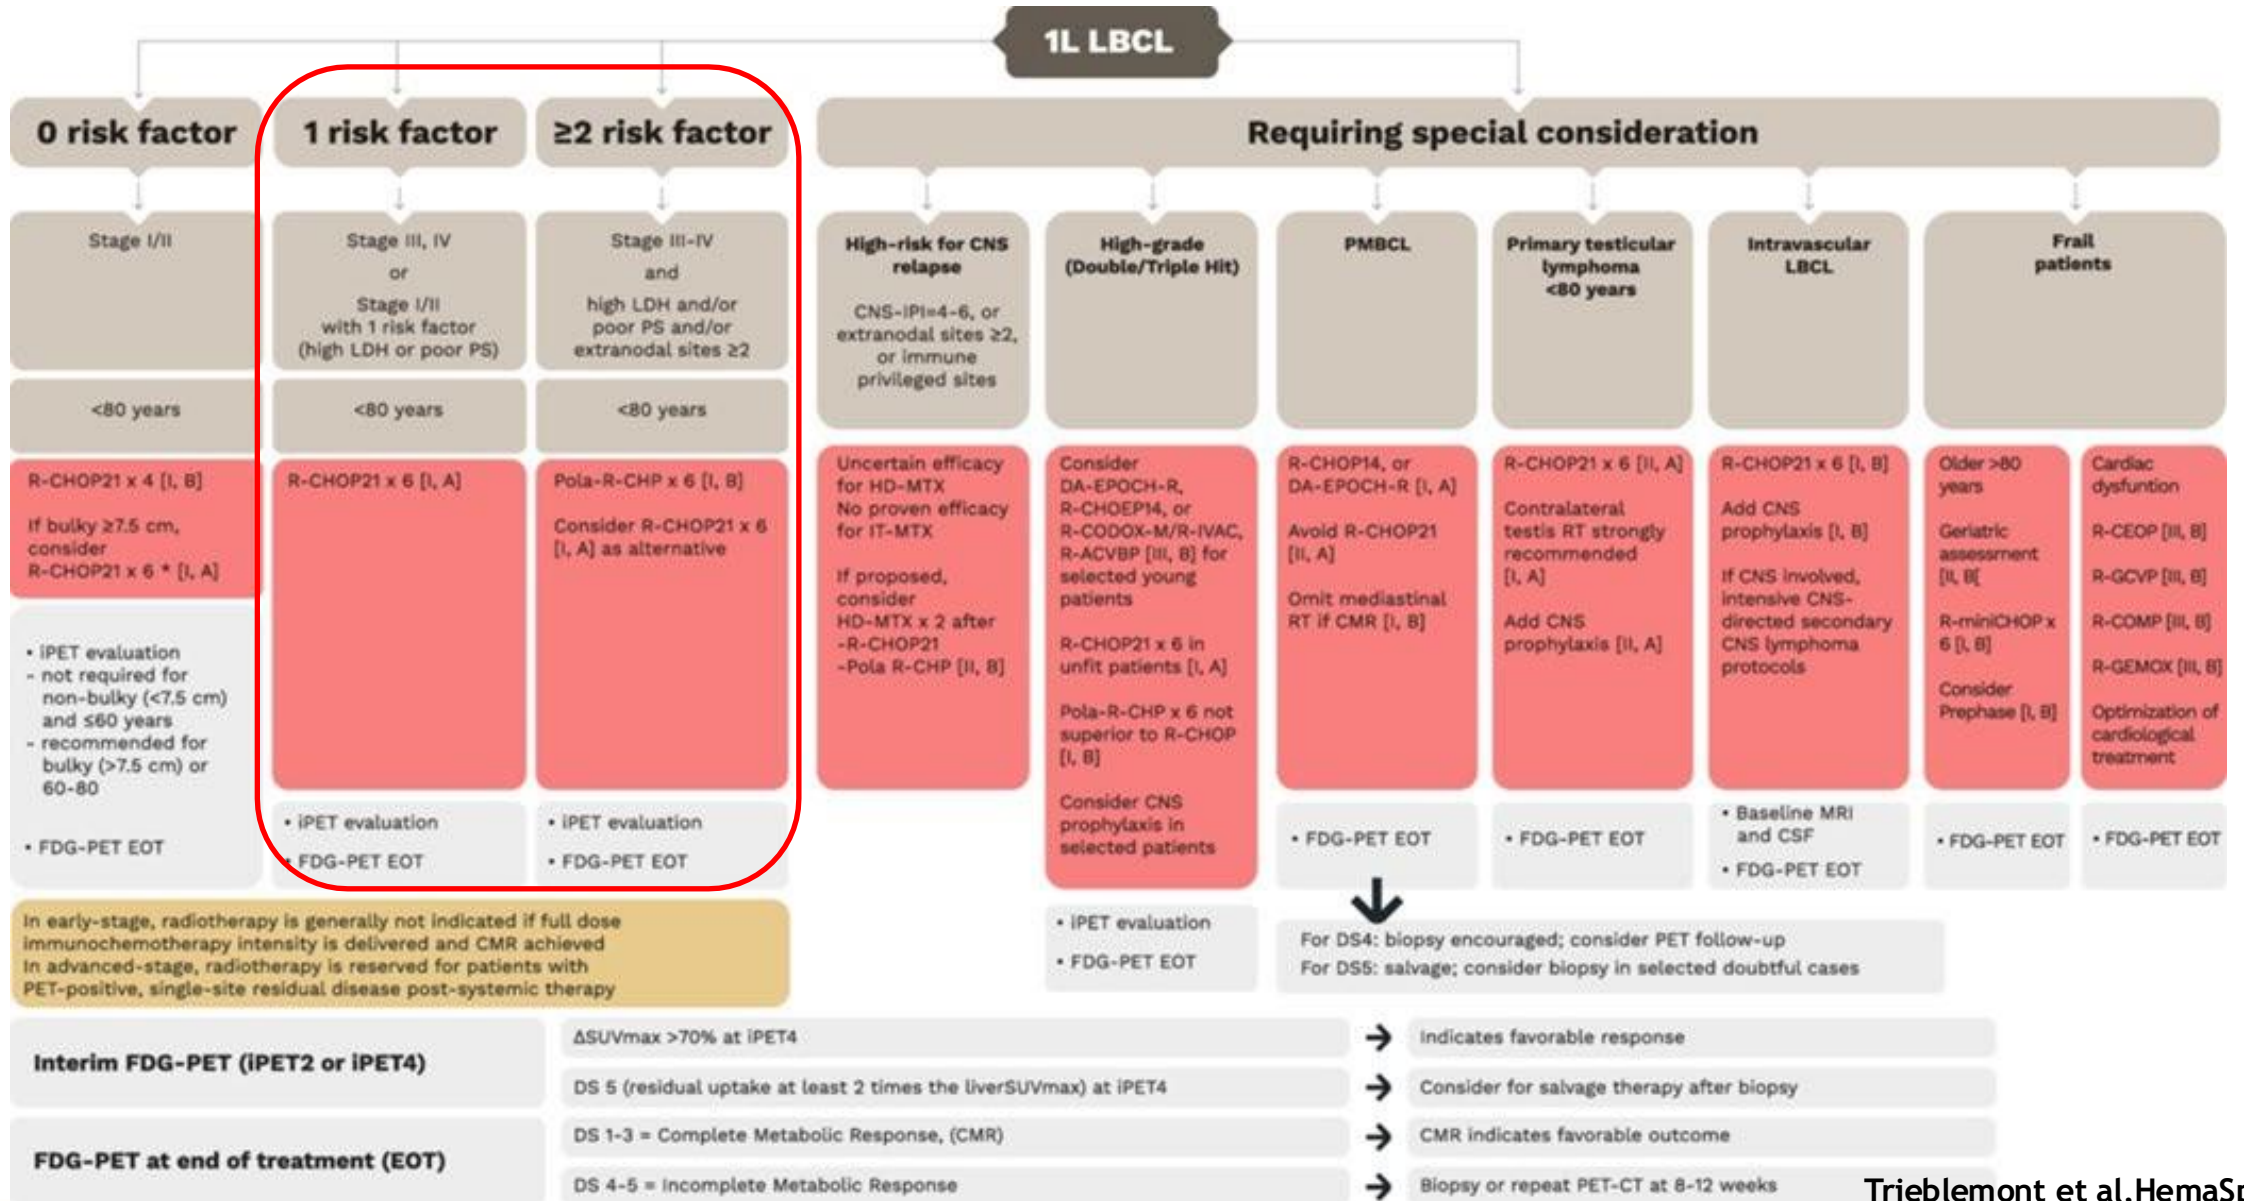 1L LBCL
0 risk factor
1 risk factor
≥2 risk factor
Requiring special consideration
Stage I/II
<80 years
R-CHOP21 x 4 [I, B]
If bulky ≥7.5 cm,
consider
R-CHOP21 x 6 * [I, A]
• iPET evaluation
- not required for
non-bulky (<7.5 cm)
and ≤60 years
- recommended for
bulky (>7.5 cm) or
60-80
• FDG-PET EOT
Stage III, IV
or
Stage I/II
with 1 risk factor
(high LDH or poor PS)
<80 years
R-CHOP21 x 6 [I, A]
• iPET evaluation
• FDG-PET EOT
Stage III-IV
and
high LDH and/or
poor PS and/or
extranodal sites ≥2
<80 years
Pola-R-CHP x 6 [I, B]
Consider R-CHOP21 x 6
[I, A] as alternative
• iPET evaluation
• FDG-PET EOT
High-risk for CNS
relapse
CNS-IPI=4-6, or
extranodal sites ≥2,
or immune
privileged sites
Uncertain efficacy
for HD-MTX
No proven efficacy
for IT-MTX
If proposed,
consider
HD-MTX x 2 after
-R-CHOP21
-Pola R-CHP [II, B]
High-grade
(Double/Triple Hit)
Consider
DA-EPOCH-R,
R-CHOEP14, or
R-CODOX-M/R-IVAC,
R-ACVBP [III, B] for
selected young
patients
R-CHOP21 x 6 in
unfit patients [I, A]
Pola-R-CHP x 6 not
superior to R-CHOP
[I, B]
Consider CNS
prophylaxis in
selected patients
• iPET evaluation
• FDG-PET EOT
PMBCL
R-CHOP14, or
DA-EPOCH-R [I, A]
Avoid R-CHOP21
[II, A]
Omit mediastinal
RT if CMR [I, B]
• FDG-PET EOT
For DS4: biopsy encouraged; consider PET follow-up
For DS5: salvage; consider biopsy in selected doubtful cases
Primary testicular
lymphoma
<80 years
R-CHOP21 x 6 [II, A]
Contralateral
testis RT strongly
recommended
[I, A]
Add CNS
prophylaxis [II, A]
• FDG-PET EOT
Intravascular
LBCL
R-CHOP21 x 6 [I, B]
Add CNS
prophylaxis [I, B]
If CNS involved,
intensive CNS-
directed secondary
CNS lymphoma
protocols
• Baseline MRI
and CSF
• FDG-PET EOT
Frail
patients
Older >80
years
Geriatric
assessment
[II, B[
R-miniCHOP x
6 [I, B]
Consider
Prephase [I, B]
• FDG-PET EOT
Cardiac
dysfuntion
R-CEOP [III, B]
R-GCVP [III, B]
R-COMP [III, B]
R-GEMOX [III, B]
Optimization of
cardiological
treatment
• FDG-PET EOT
In early-stage, radiotherapy is generally not indicated if full dose
immunochemotherapy intensity is delivered and CMR achieved
In advanced-stage, radiotherapy is reserved for patients with
PET-positive, single-site residual disease post-systemic therapy
Interim FDG-PET (iPET2 or iPET4)
ΔSUVmax >70% at iPET4
Indicates favorable response
DS 5 (residual uptake at least 2 times the liverSUVmax) at iPET4
Consider for salvage therapy after biopsy
FDG-PET at end of treatment (EOT)
DS 1-3 = Complete Metabolic Response, (CMR)
CMR indicates favorable outcome
DS 4-5 = Incomplete Metabolic Response
Biopsy or repeat PET-CT at 8-12 weeks
Trieblemont et al.HemaSp